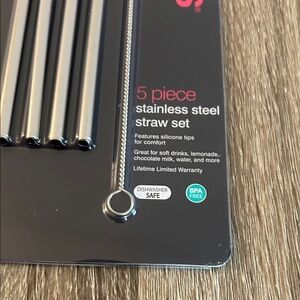 5 piece
stainless steel
straw set
Features silicone tips
for comfort
Great for soft drinks, lemonade,
chocolate milk, water, and more
Lifetime Limited Warranty
DISHWASHER
SAFE
BPA
FREE